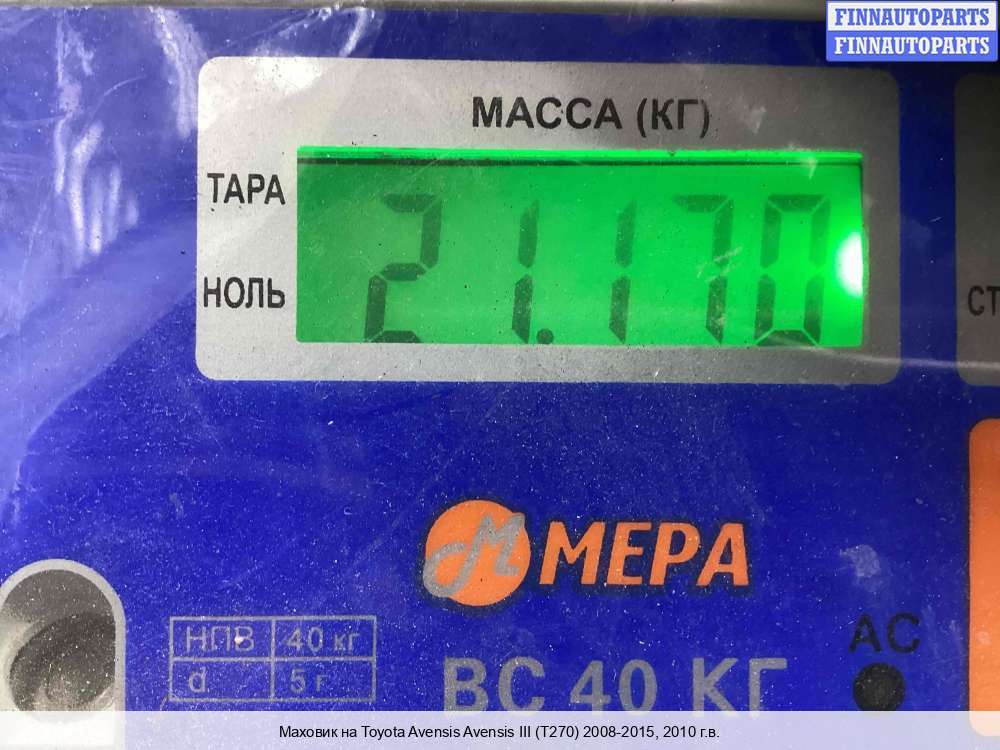 FINNAUTOPARTS
FINNAUTOPARTS
МАССА (КГ)
ТАРА
21.170
НОЛЬ
СТ
МЕРА
НПВ 40 кг
d 5 г
ВС 40 КГ
АС
Маховик на Toyota Avensis Avensis III (T270) 2008-2015, 2010 г.в.